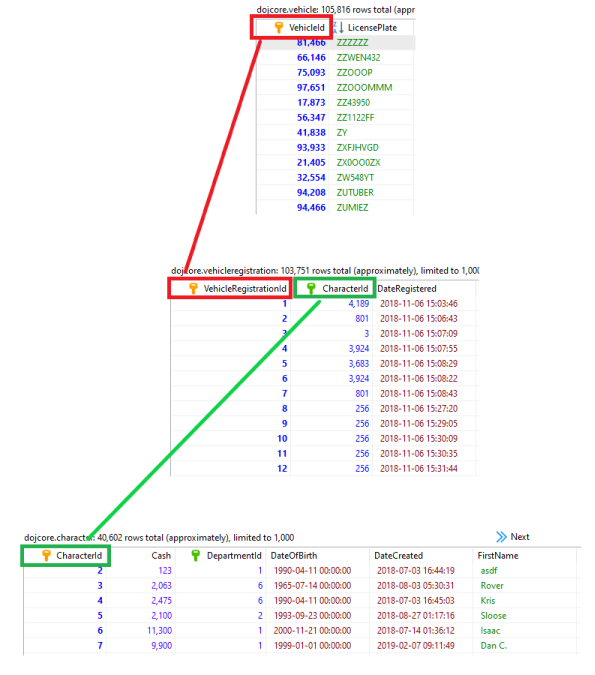 dojcore.vehicle: 105,816 rows total (appr
VehicleId LicensePlate
81,466 ZZZZZZ
66,146 ZZWEN432
75,093 ZZOOOP
97,651 ZZOOOMMM
17,873 ZZ43950
56,347 ZZ1122FF
41,838 ZY
93,933 ZXFJHVGD
21,405 ZX0OO0ZX
32,554 ZW548YT
94,208 ZUTUBER
94,466 ZUMIEZ
dojcore.vehicleregistration: 103,751 rows total (approximately), limited to 1,000
VehicleRegistrationId CharacterId DateRegistered
1 4,189 2018-11-06 15:03:46
2 801 2018-11-06 15:06:43
3 3 2018-11-06 15:07:09
4 3,924 2018-11-06 15:07:55
5 3,683 2018-11-06 15:08:29
6 3,924 2018-11-06 15:08:22
7 801 2018-11-06 15:08:43
8 256 2018-11-06 15:27:20
9 256 2018-11-06 15:29:05
10 256 2018-11-06 15:30:09
11 256 2018-11-06 15:30:35
12 256 2018-11-06 15:31:44
dojcore.character: 40,602 rows total (approximately), limited to 1,000 Next
CharacterId Cash DepartmentId DateOfBirth DateCreated FirstName
2 123 1 1990-04-11 00:00:00 2018-07-03 16:44:19 asdf
3 2,063 6 1965-07-14 00:00:00 2018-08-03 05:30:31 Rover
4 2,475 6 1990-04-11 00:00:00 2018-07-03 16:45:03 Kris
5 2,100 2 1993-09-23 00:00:00 2018-08-27 01:17:16 Sloose
6 11,300 1 2000-11-21 00:00:00 2018-07-14 01:36:12 Isaac
7 9,900 1 1999-01-01 00:00:00 2019-02-07 09:11:49 Dan C.